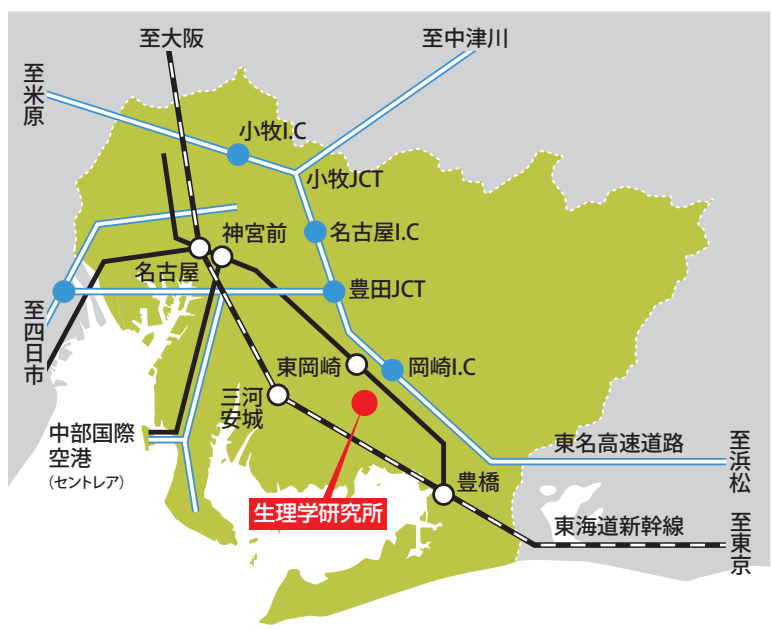 至大阪
至中津川
至米原
小牧I.C
小牧JCT
名古屋I.C
神宮前
名古屋
豊田JCT
至四日市
東岡崎
岡崎I.C
三河
安城
中部国際
空港
（セントレア）
東名高速道路
至浜松
豊橋
生理学研究所
東海道新幹線
至東京